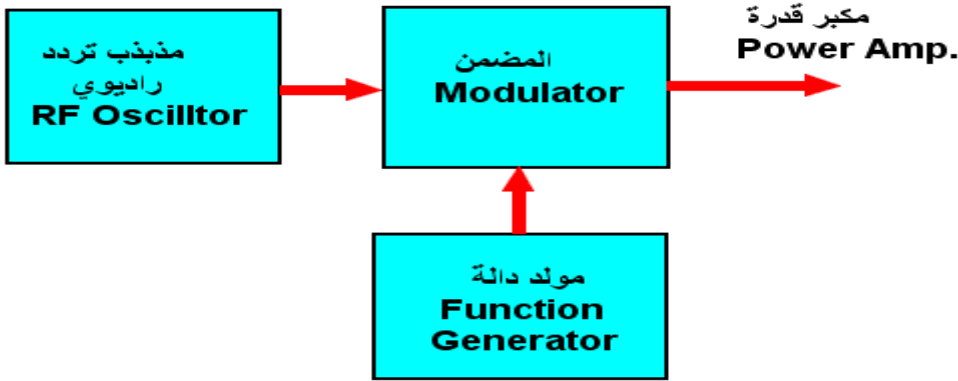 مذبذب تردد
راديوي
RF Oscilltor
المضمن
Modulator
مكبر قدرة
Power Amp.
مولد دالة
Function
Generator